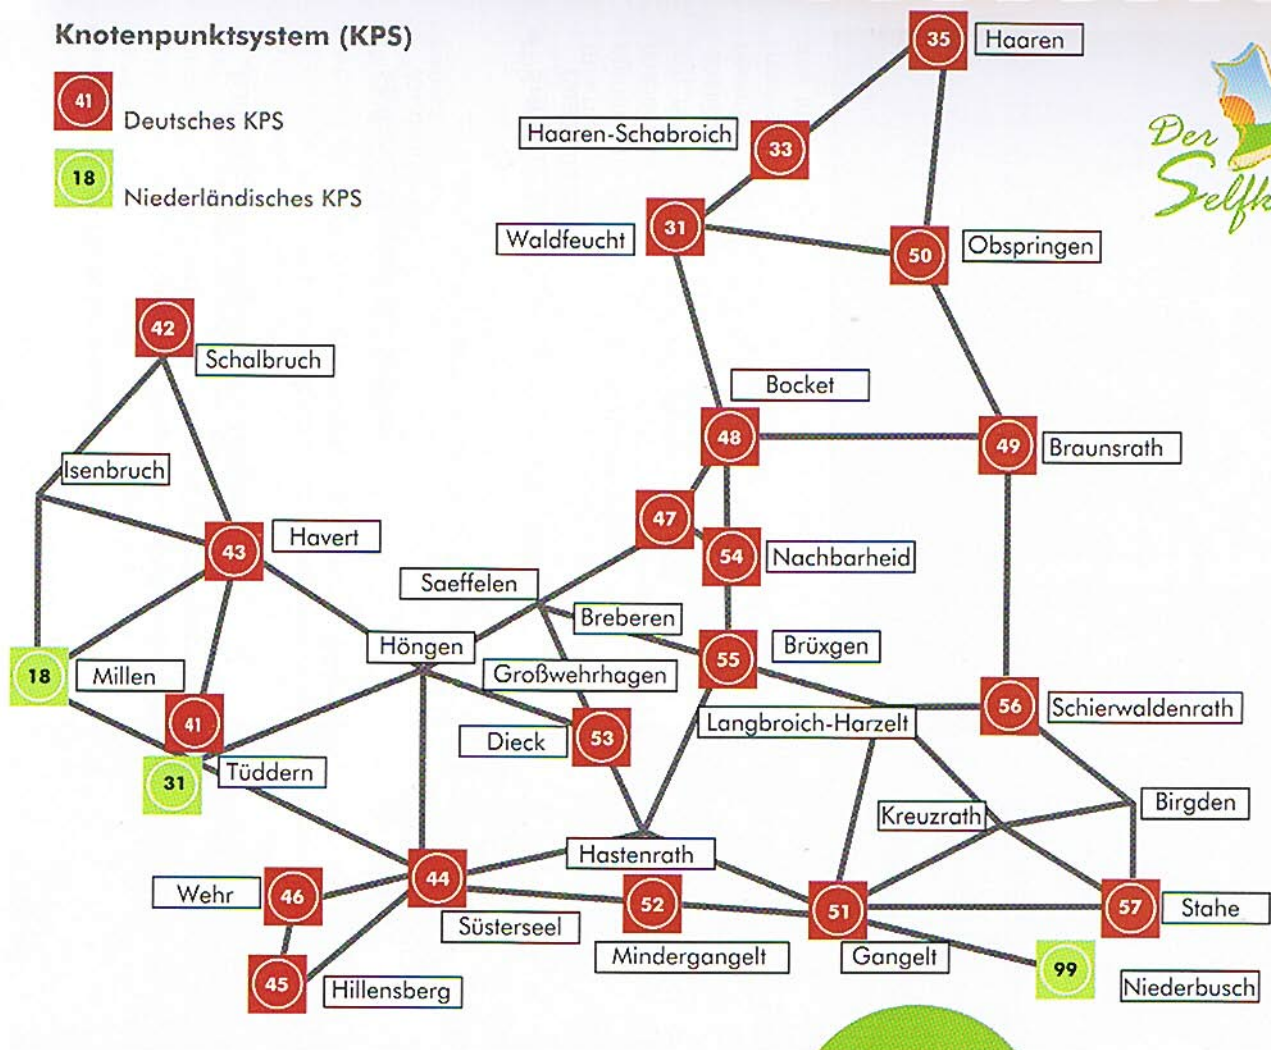 Knotenpunktsystem (KPS)
41
Deutsches KPS
18
Niederländisches KPS
35
Haaren
Haaren-Schabroich
33
Der
31
Waldfeucht
50
Obspringen
42
Schalbruch
Bocket
48
49
Braunsrath
Isenbruch
47
43
Havert
54
Nachbarheid
Saeffelen
Breberen
Höngen
55
Brüxgen
18
Millen
Großwehrhagen
56
Schierwaldenrath
41
Langbroich-Harzelt
Dieck
53
31
Tüddern
Kreuzrath
Birgden
Hastenrath
44
Wehr
46
52
51
57
Stahe
Süsterseel
Mindergangelt
Gangelt
99
Niederbusch
45
Hillensberg